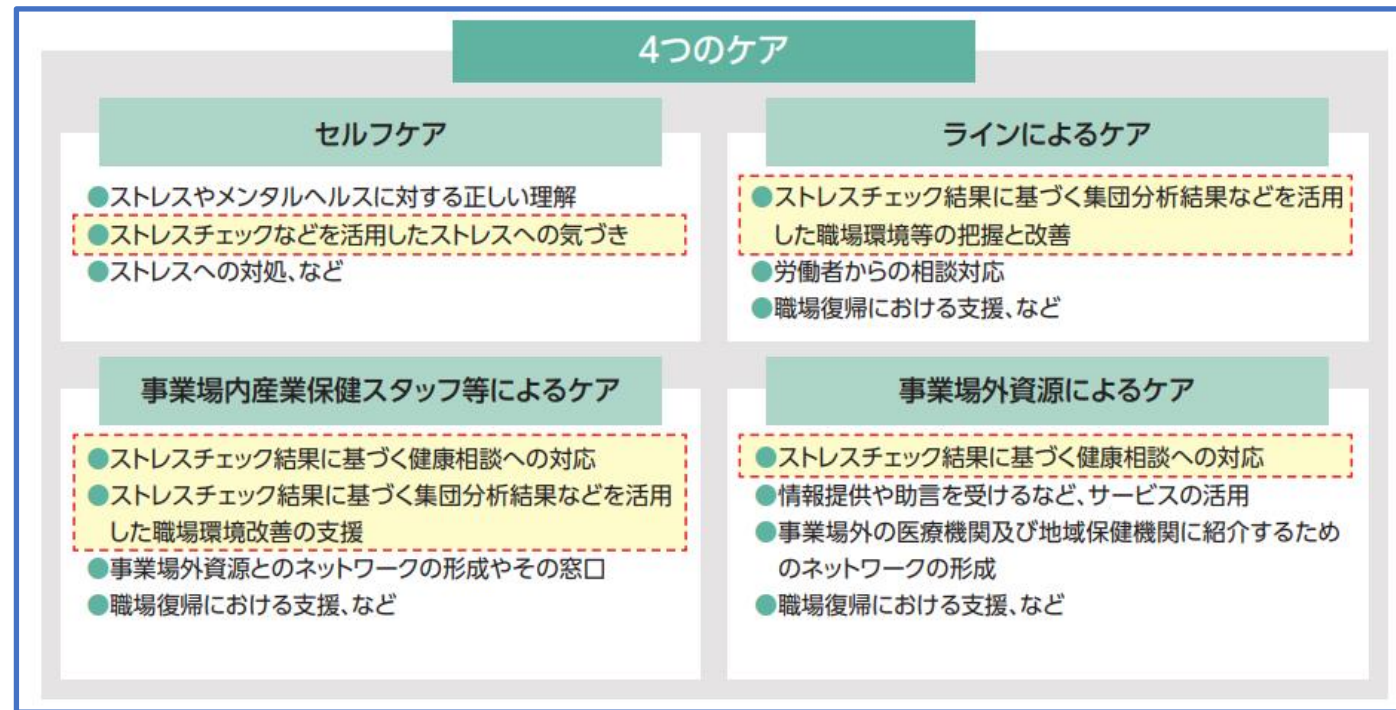 4つのケア
セルフケア
●ストレスやメンタルヘルスに対する正しい理解
●ストレスチェックなどを活用したストレスへの気づき
●ストレスへの対処、など
ラインによるケア
●ストレスチェック結果に基づく集団分析結果などを活用
した職場環境等の把握と改善
●労働者からの相談対応
●職場復帰における支援、など
事業場内産業保健スタッフ等によるケア
●ストレスチェック結果に基づく健康相談への対応
●ストレスチェック結果に基づく集団分析結果などを活用
した職場環境改善の支援
●事業場外資源とのネットワークの形成やその窓口
●職場復帰における支援、など
事業場外資源によるケア
●ストレスチェック結果に基づく健康相談への対応
●情報提供や助言を受けるなど、サービスの活用
●事業場外の医療機関及び地域保健機関に紹介するため
のネットワークの形成
●職場復帰における支援、など